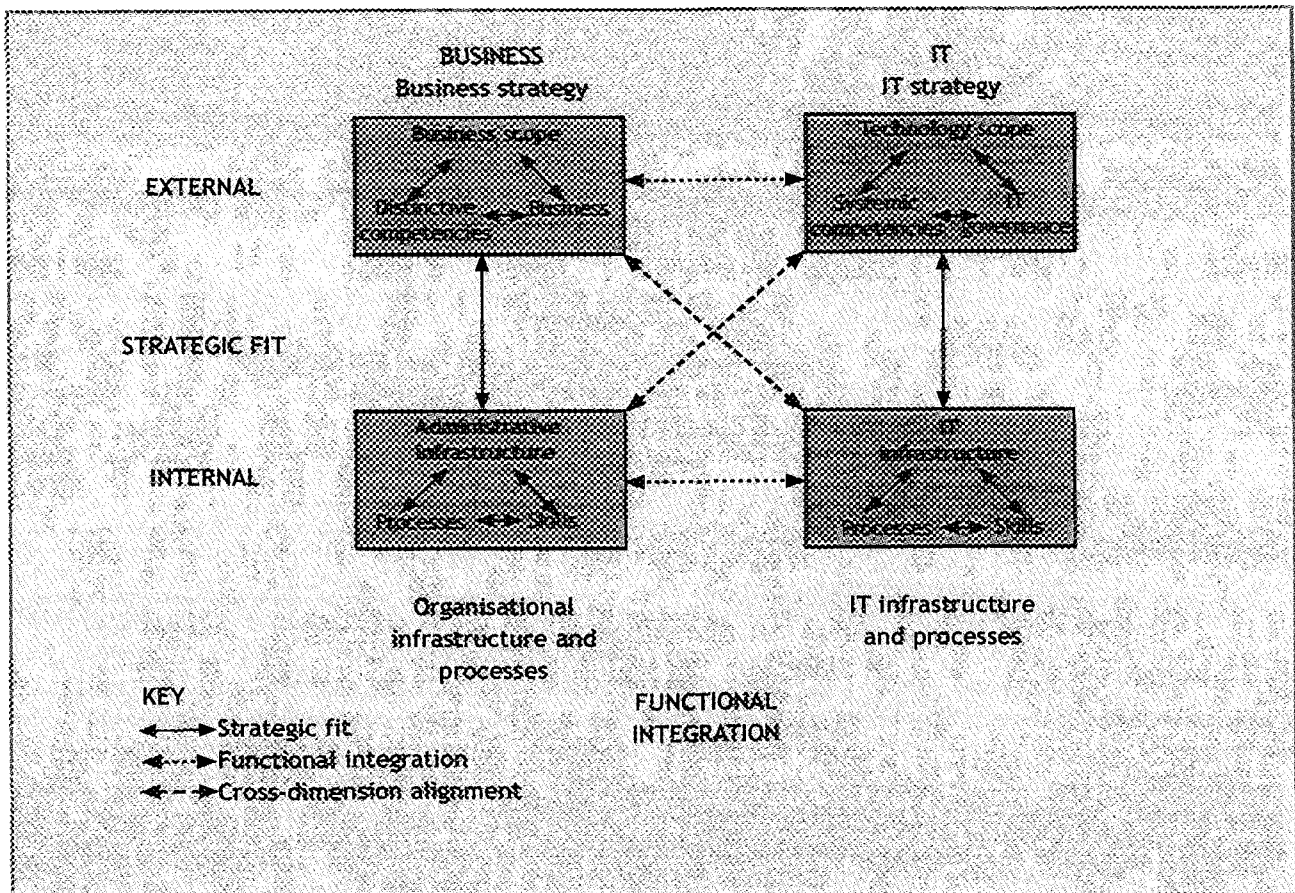 BUSINESS
Business strategy
IT
IT strategy
Business scope
Technology scope
EXTERNAL
Distinctive
competencies
Business
Systemic
competencies
IT
governance
STRATEGIC FIT
Administrative
infrastructure
IT
infrastructure
INTERNAL
Processes
Skills
Processes
Skills
Organisational
infrastructure and
processes
IT infrastructure
and processes
KEY
FUNCTIONAL
INTEGRATION
Strategic fit
Functional integration
Cross-dimension alignment